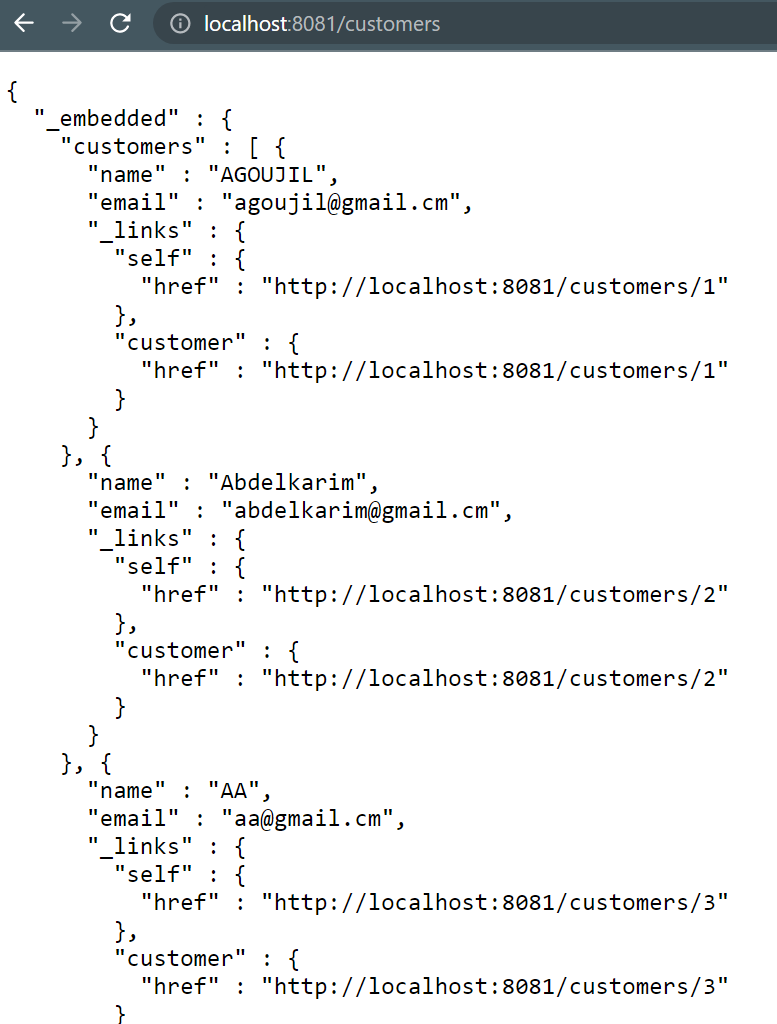 localhost:8081/customers
{
  "_embedded" : {
    "customers" : [ {
      "name" : "AGOUJIL",
      "email" : "agoujil@gmail.cm",
      "_links" : {
        "self" : {
          "href" : "http://localhost:8081/customers/1"
        },
        "customer" : {
          "href" : "http://localhost:8081/customers/1"
        }
      }
    }, {
      "name" : "Abdelkarim",
      "email" : "abdelkarim@gmail.cm",
      "_links" : {
        "self" : {
          "href" : "http://localhost:8081/customers/2"
        },
        "customer" : {
          "href" : "http://localhost:8081/customers/2"
        }
      }
    }, {
      "name" : "AA",
      "email" : "aa@gmail.cm",
      "_links" : {
        "self" : {
          "href" : "http://localhost:8081/customers/3"
        },
        "customer" : {
          "href" : "http://localhost:8081/customers/3"
        }